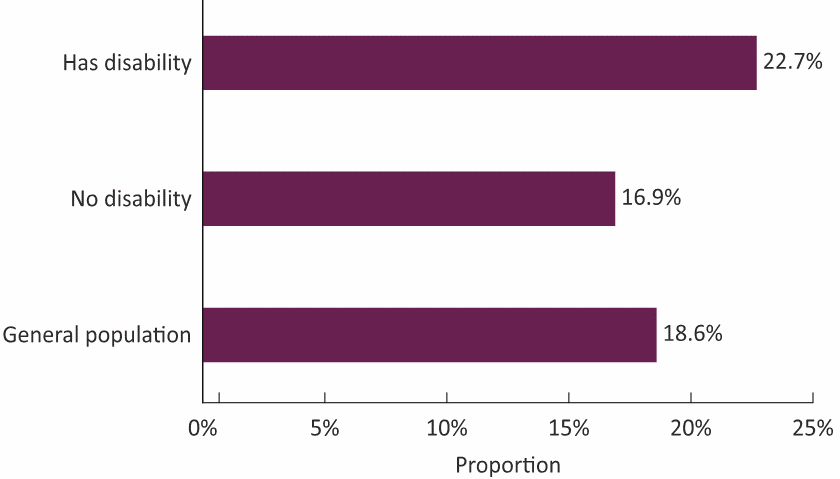 Has disability 22.7%
No disability 16.9%
General population 18.6%
0% 5% 10% 15% 20% 25%
Proportion